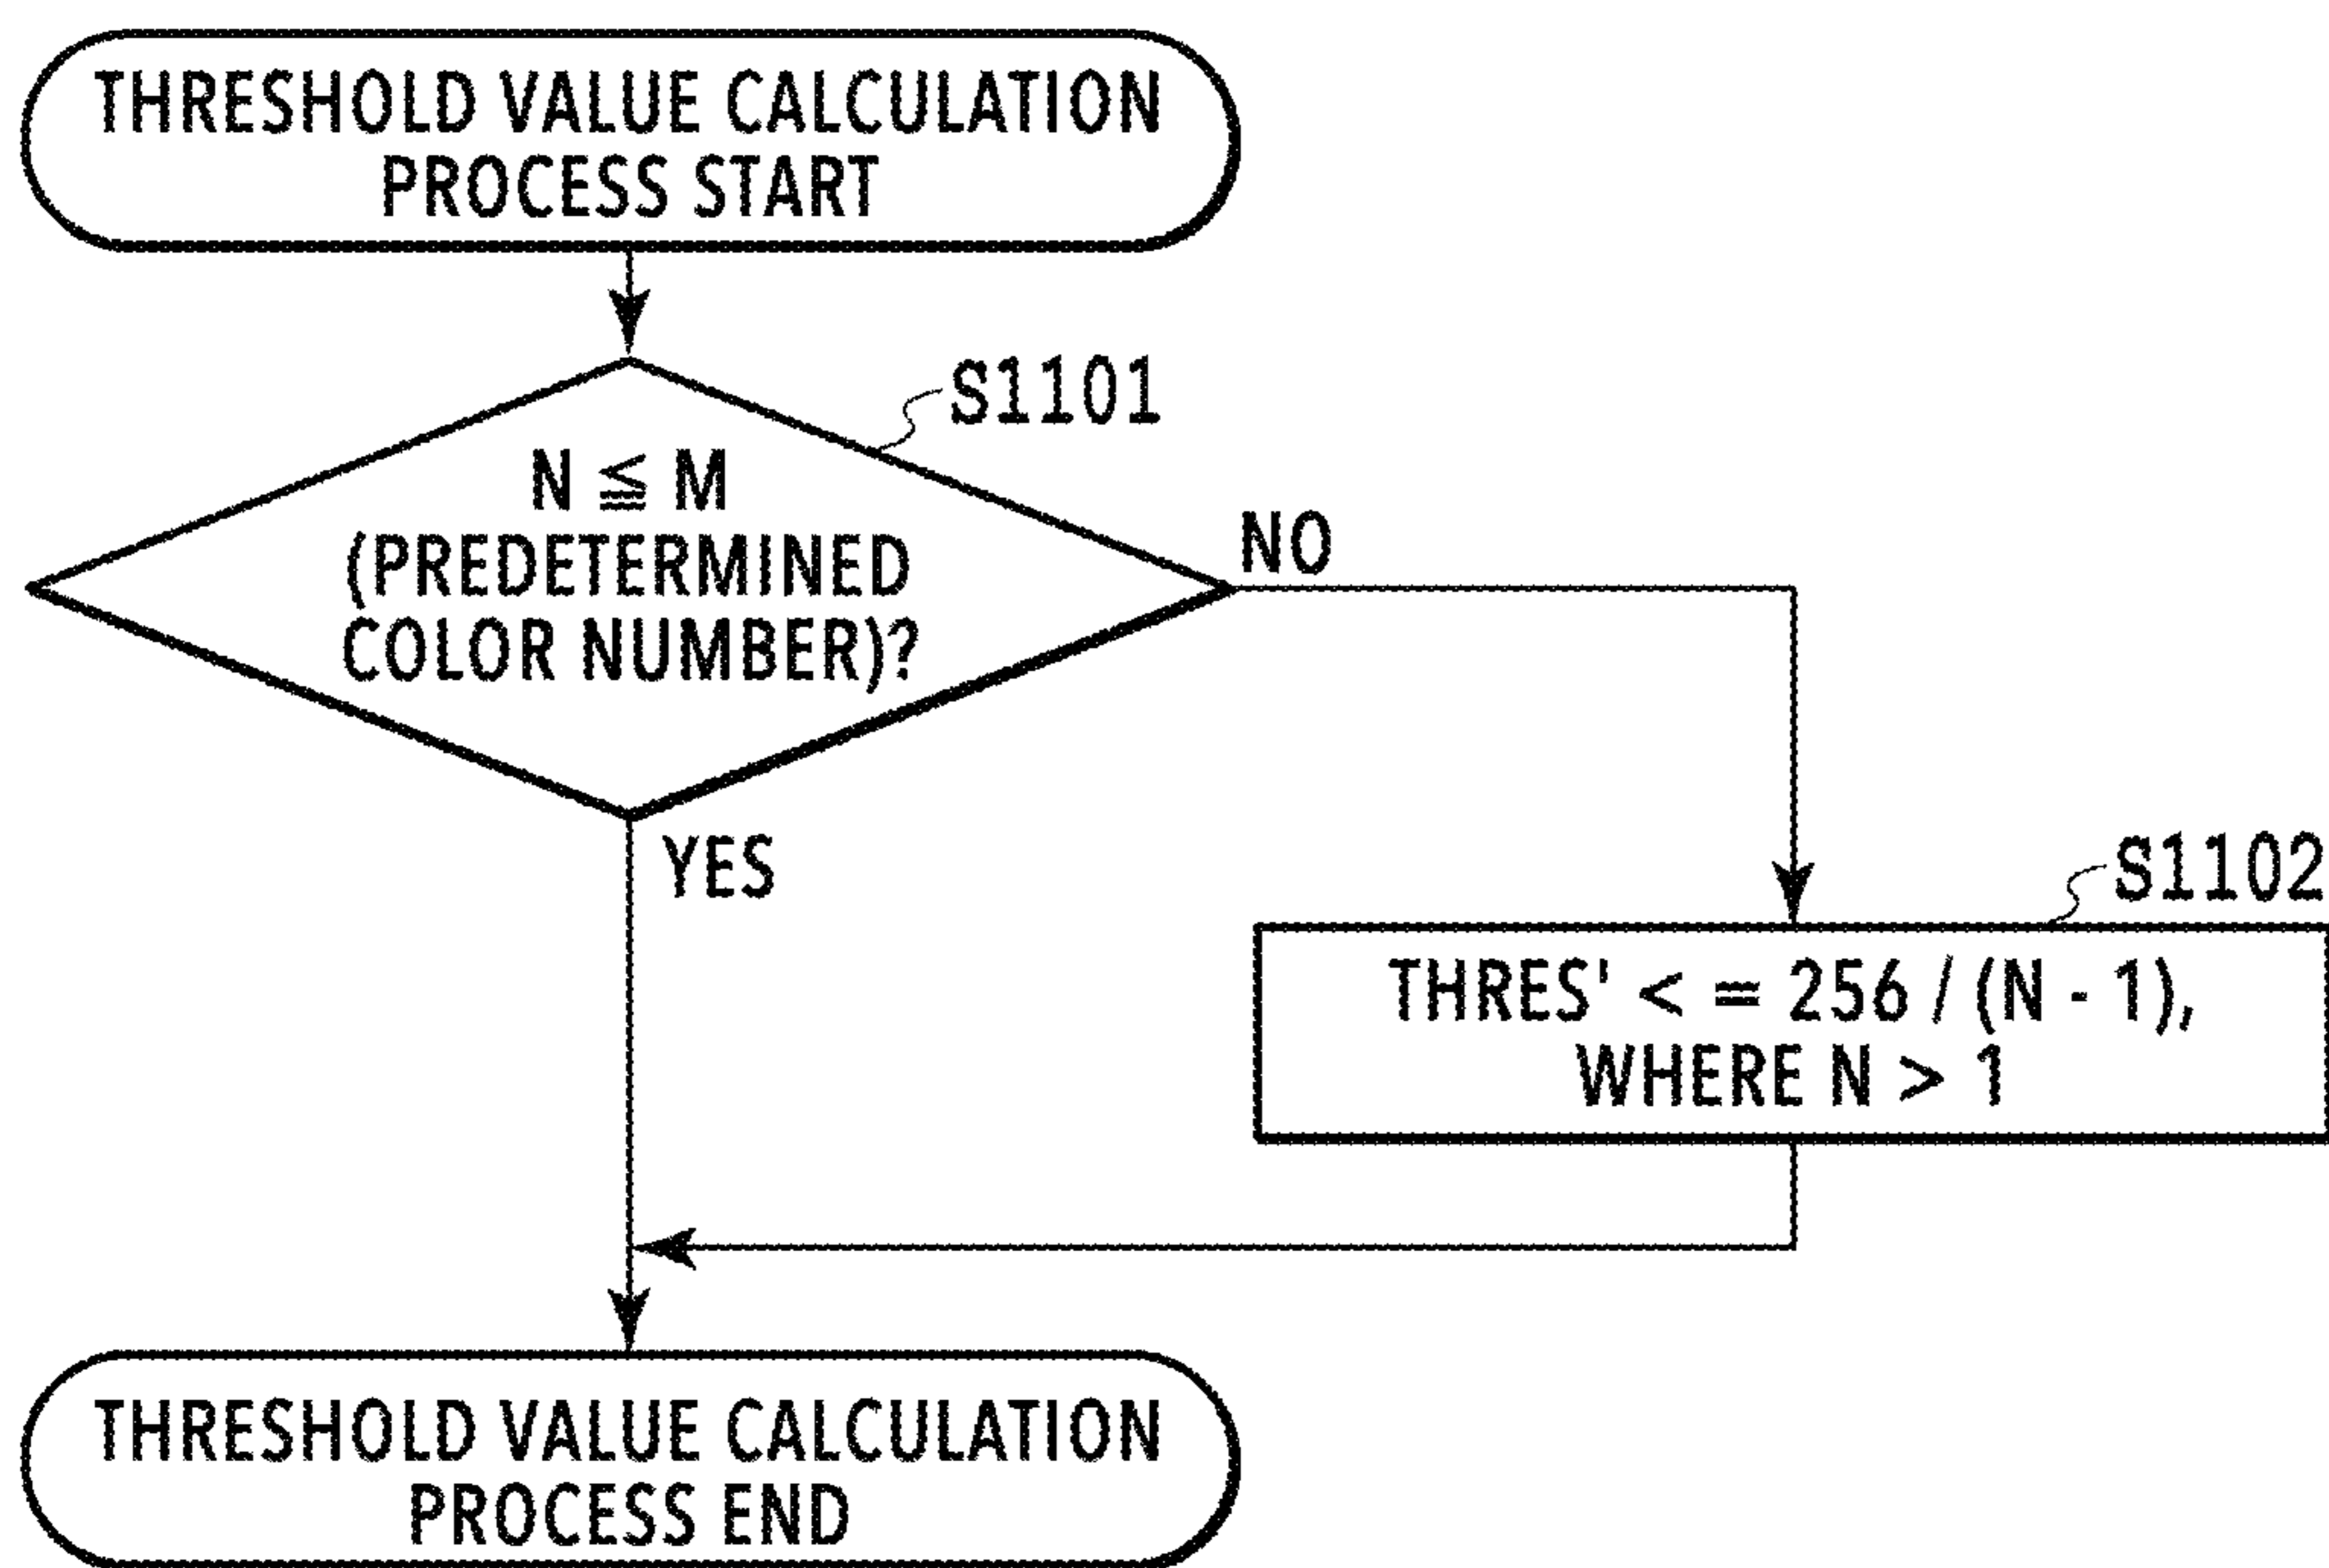 THRESHOLD VALUE CALCULATION
PROCESS START
S1101
N ≦ M
(PREDETERMINED
COLOR NUMBER)?
NO
YES
S1102
THRES' < = 256 / (N - 1),
WHERE N > 1
THRESHOLD VALUE CALCULATION
PROCESS END